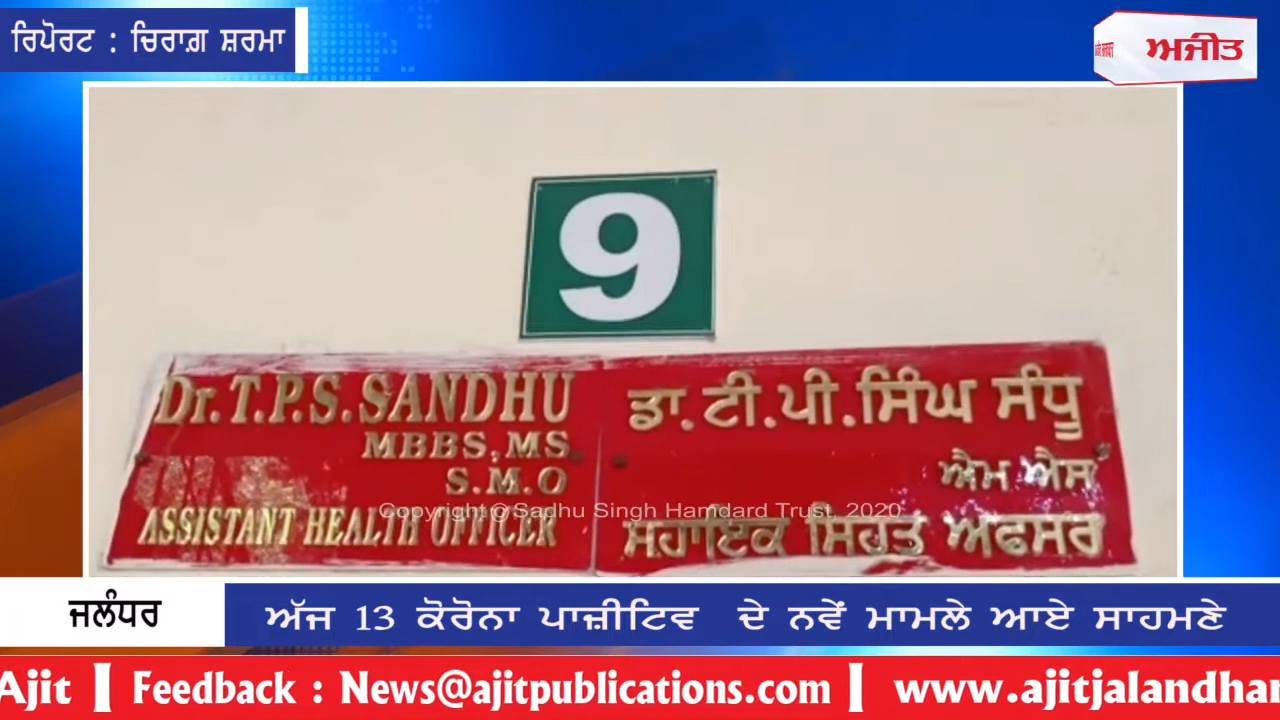 ਰਿਪੋਰਟ : ਚਿਰਾਗ਼ ਸ਼ਰਮਾ
ਅਜੀਤ
9
Dr. T.P.S. SANDHU
MBBS, MS
S.M.O
ASSISTANT HEALTH OFFICER
ਡਾ. ਟੀ.ਪੀ.ਸਿੰਘ ਸੰਧੂ
ਐਮ ਐਸ
ਸਹਾਇਕ ਸਿਹਤ ਅਫਸਰ
Copyright @ Sadhu Singh Hamdard Trust, 2020
ਜਲੰਧਰ
ਅੱਜ 13 ਕੋਰੋਨਾ ਪਾਜ਼ੀਟਿਵ ਦੇ ਨਵੇਂ ਮਾਮਲੇ ਆਏ ਸਾਹਮਣੇ
Ajit | Feedback : News@ajitpublications.com | www.ajitjalandhar